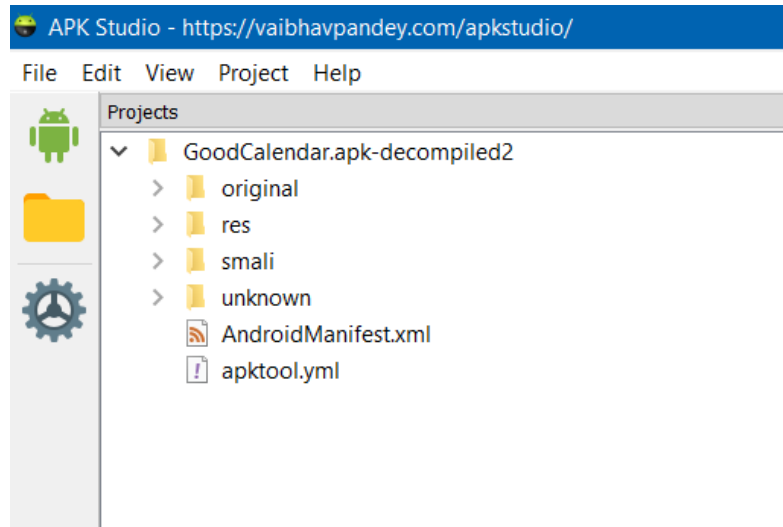 APK Studio - https://vaibhavpandey.com/apkstudio/
File Edit View Project Help
Projects
GoodCalendar.apk-decompiled2
original
res
smali
unknown
AndroidManifest.xml
apktool.yml